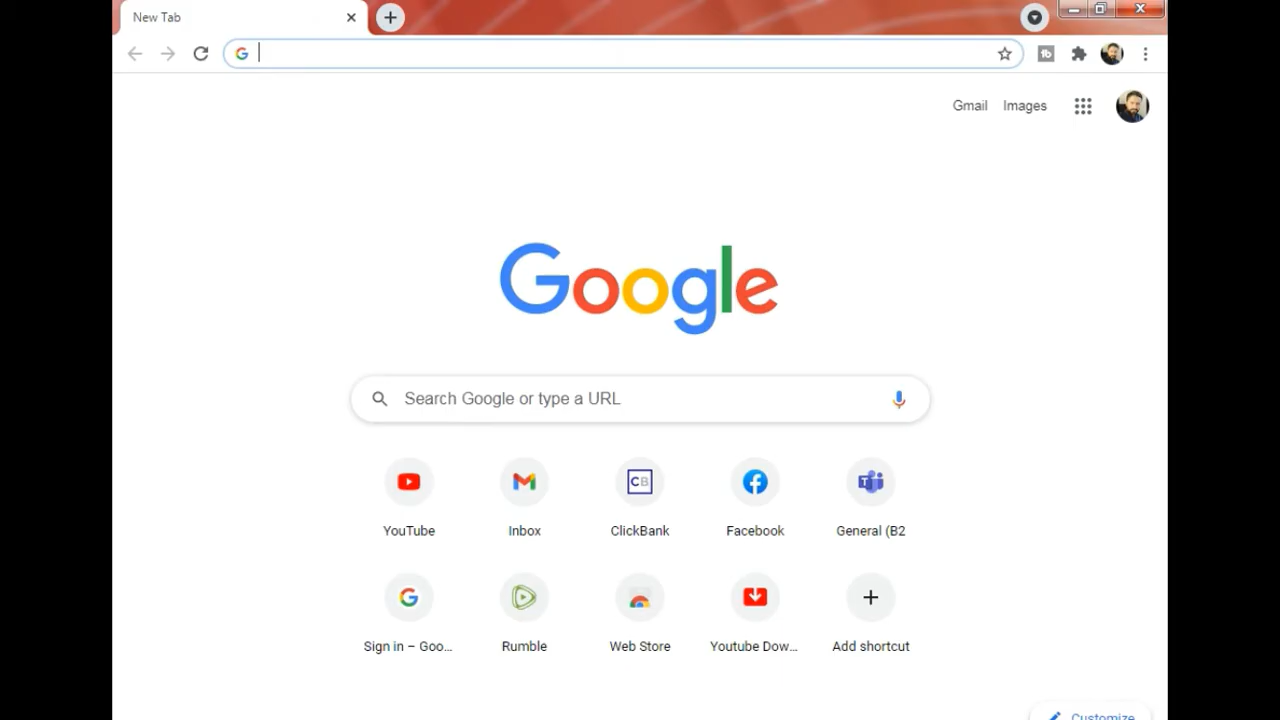 New Tab
Gmail Images
Google
Search Google or type a URL
YouTube Inbox ClickBank Facebook General (B2
Sign in – Goo... Rumble Web Store Youtube Dow... Add shortcut
Customize